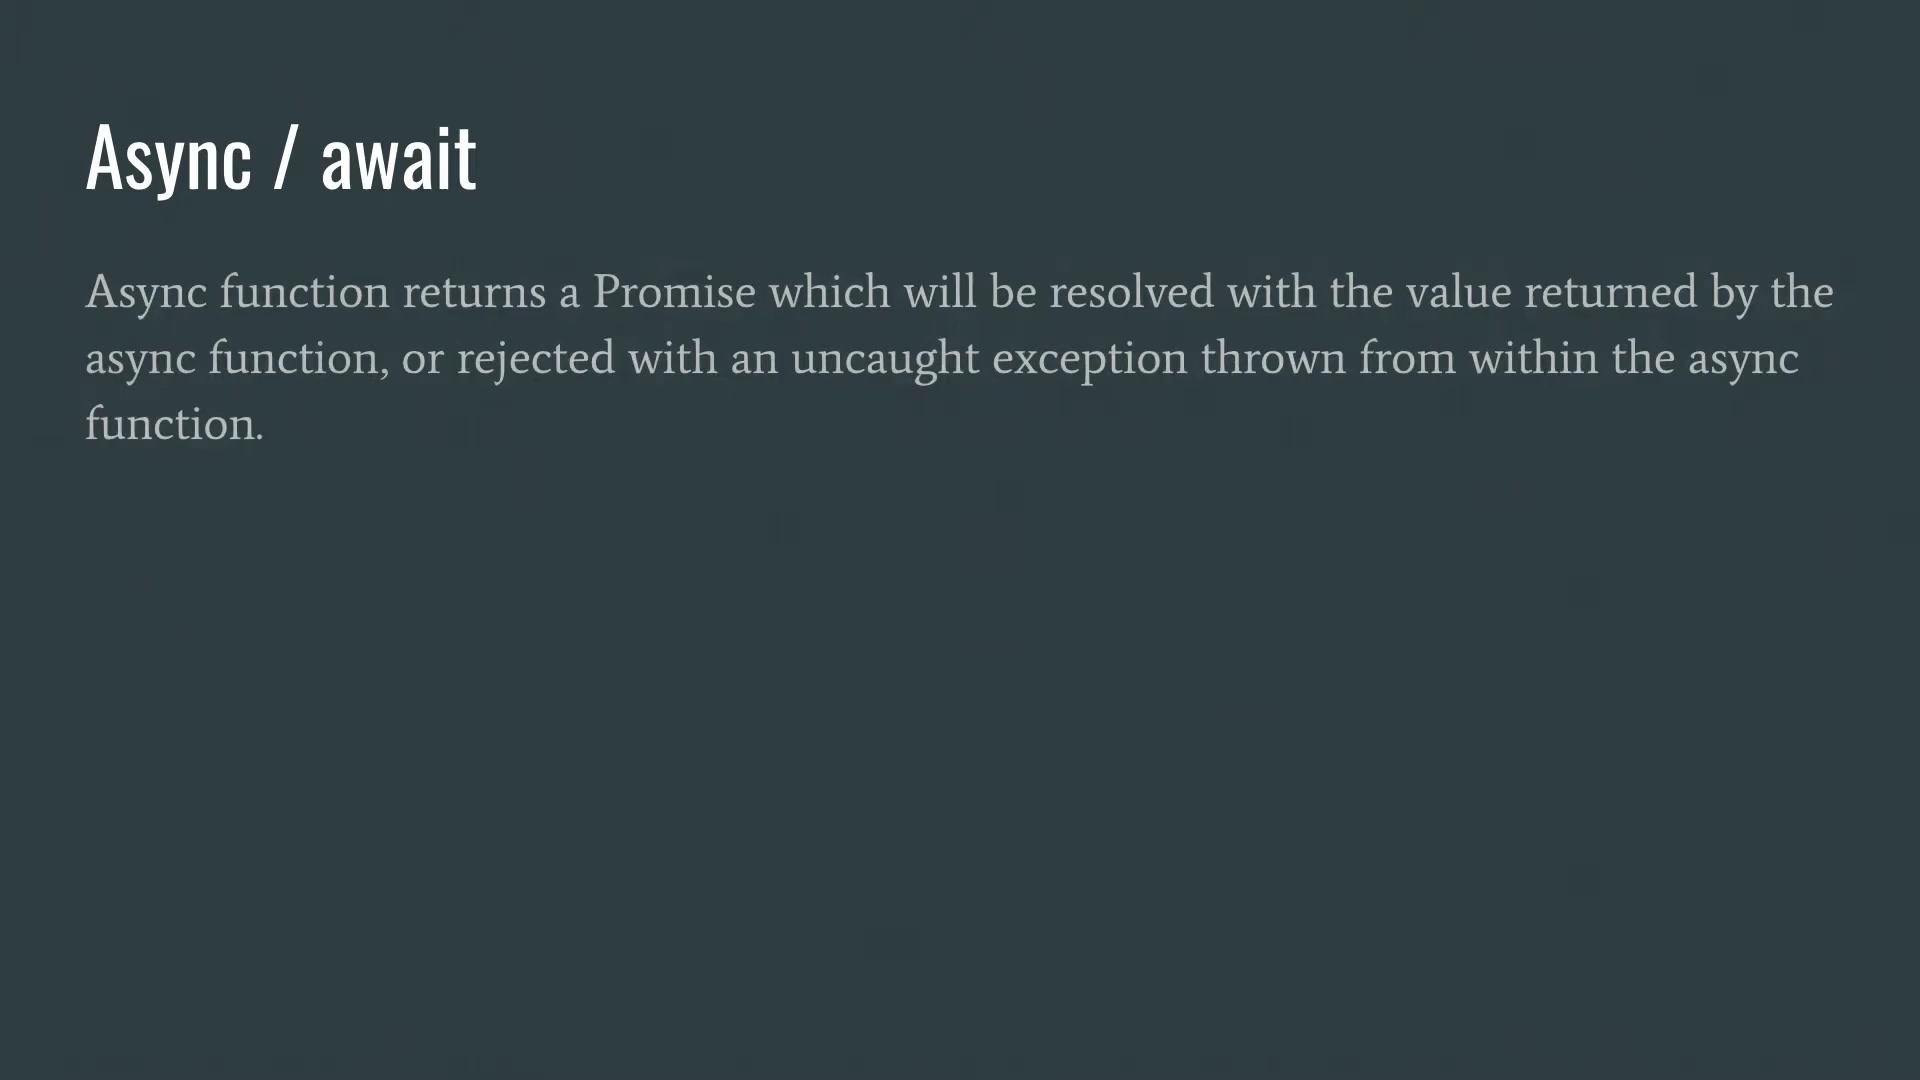 Async / await
Async function returns a Promise which will be resolved with the value returned by the
async function, or rejected with an uncaught exception thrown from within the async
function.